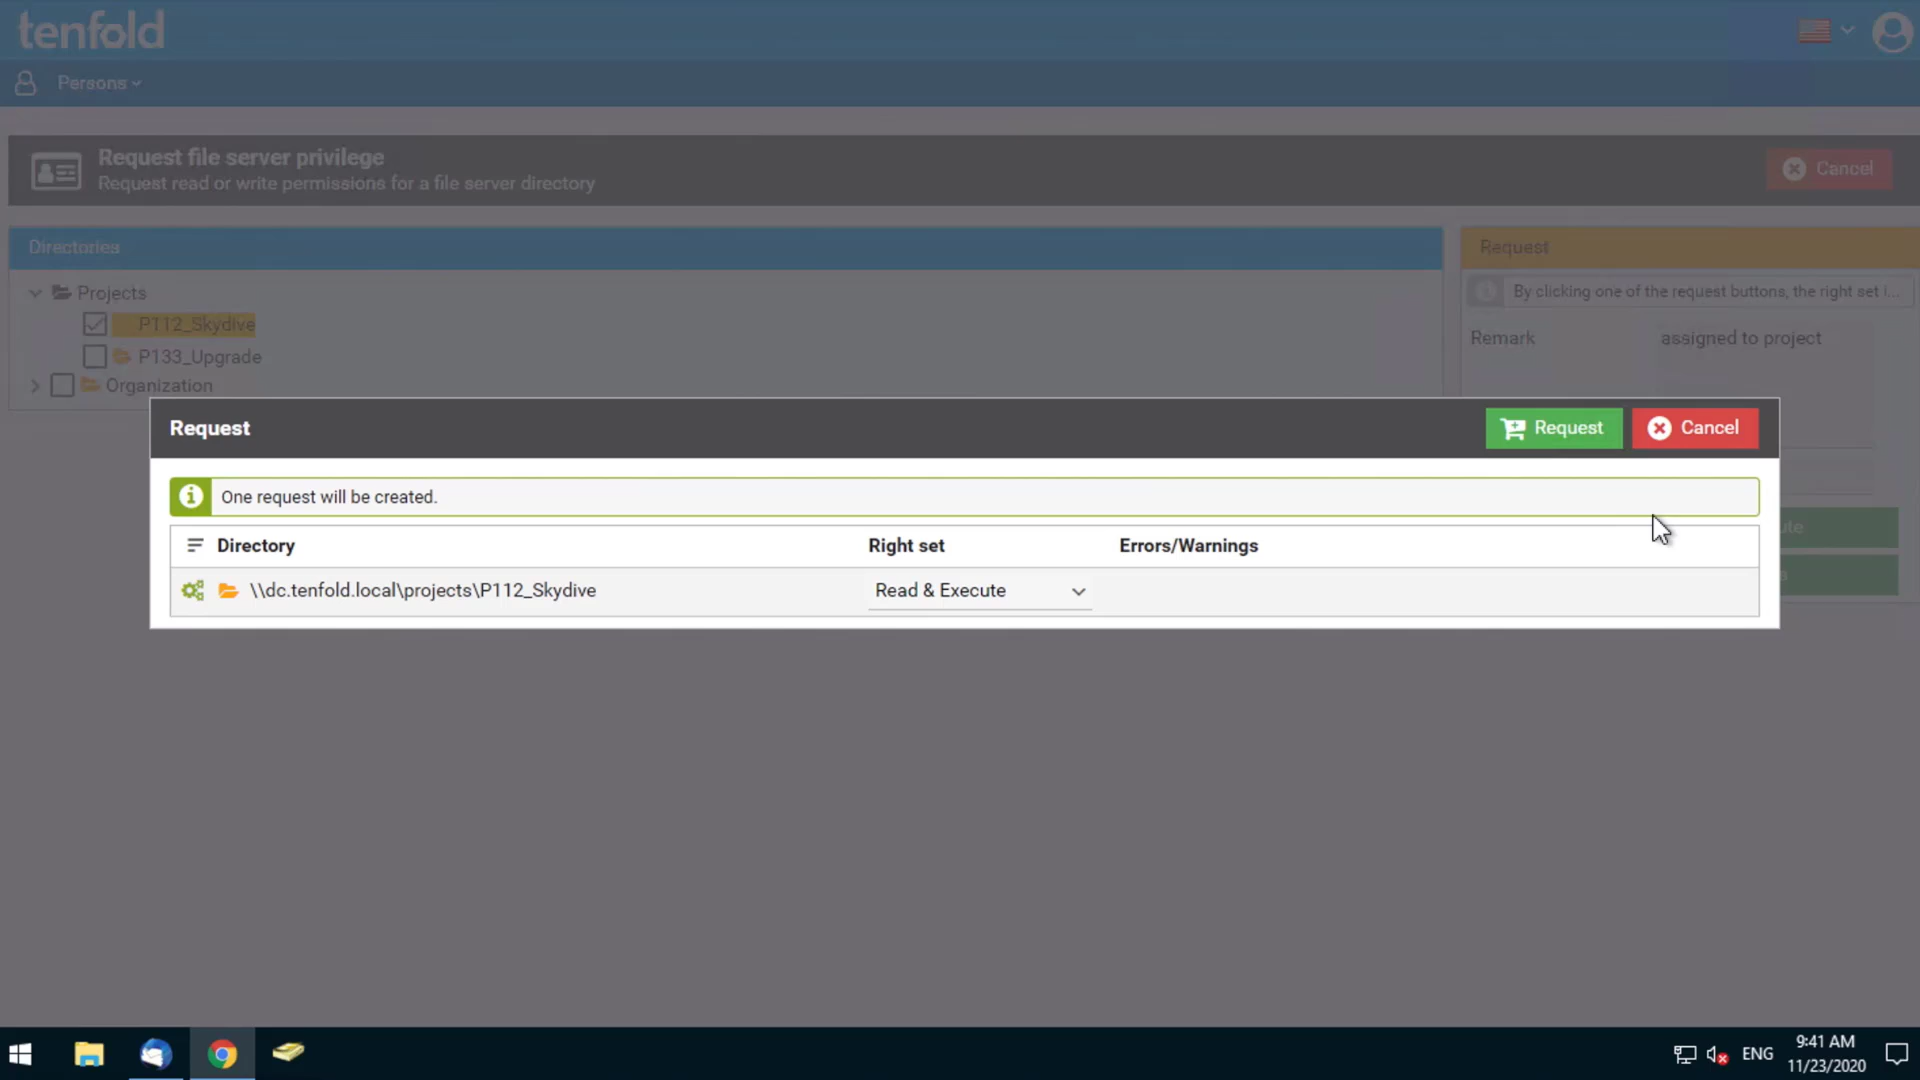 tenfold
Persons
Request file server privilege
Request read or write permissions for a file server directory
Cancel
Directories
Projects
P112_Skydive
P133_Upgrade
Organization
Request
By clicking one of the request buttons, the right set i...
Remark
assigned to project
Request
Request
Cancel
One request will be created.
Directory
Right set
Errors/Warnings
\\dc.tenfold.local\projects\P112_Skydive
Read & Execute
ENG
9:41 AM
11/23/2020